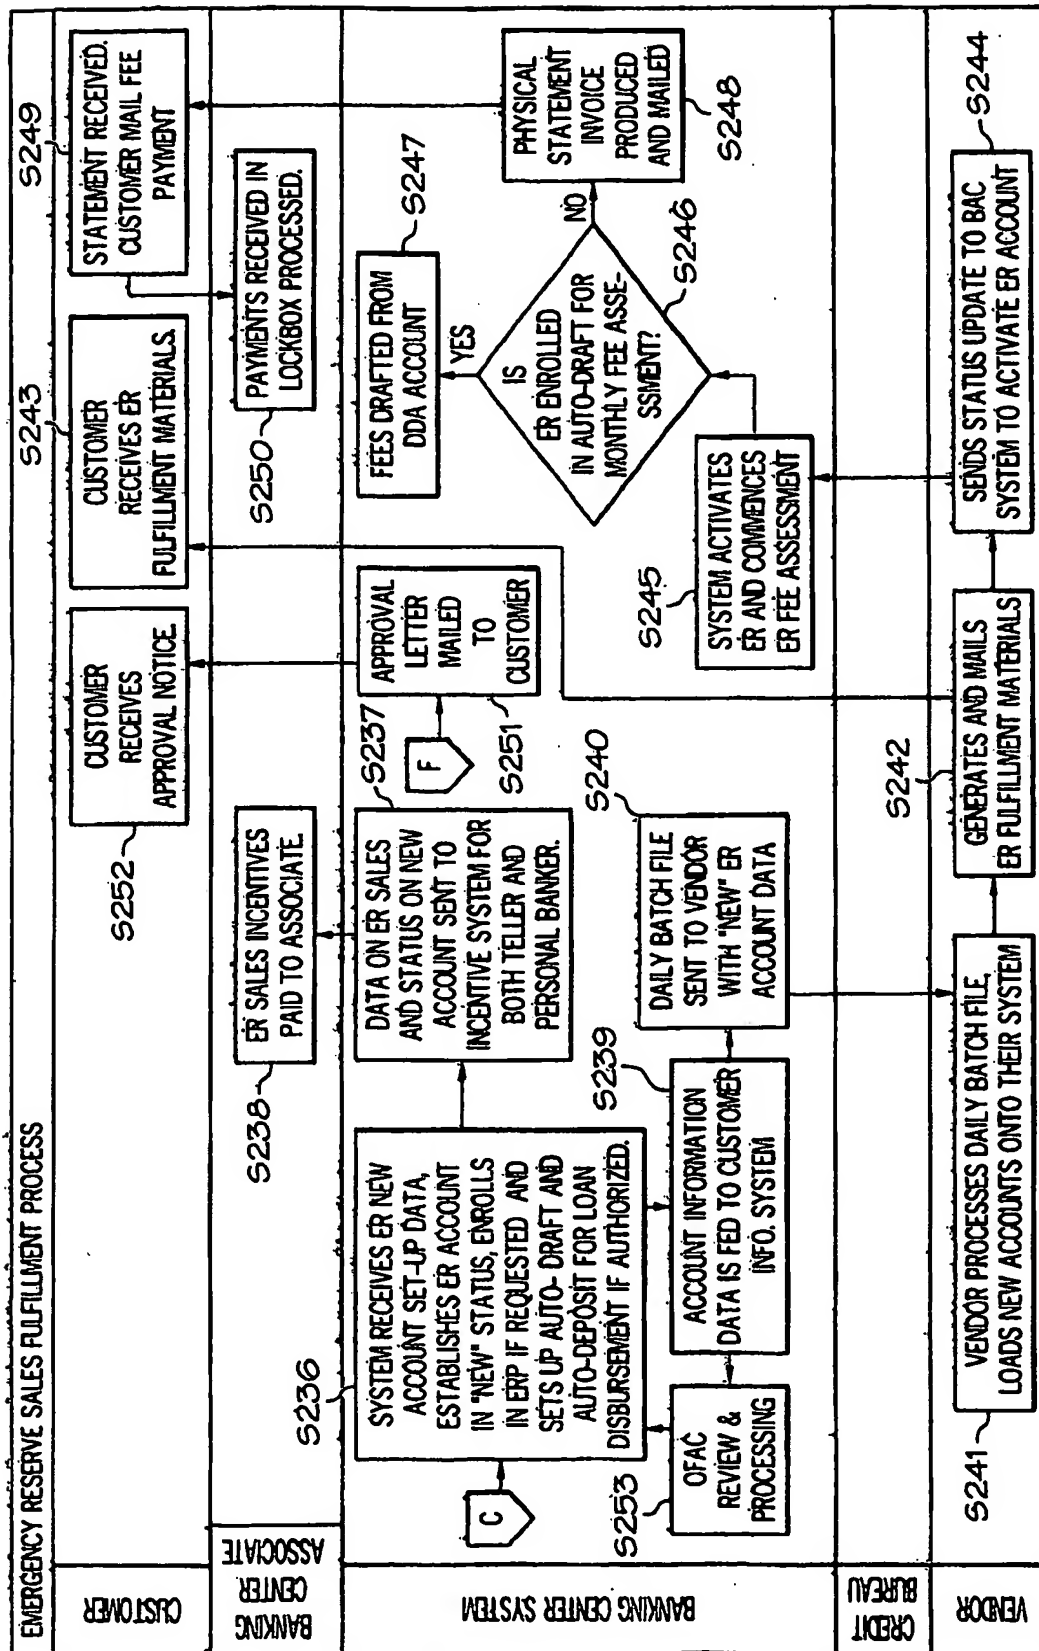 EMERGENCY RESERVE SALES FULFILLMENT PROCESS
CUSTOMER
S252
CUSTOMER
RECEIVES
APPROVAL NOTICE.
S243
CUSTOMER
RECEIVES ER
FULFILLMENT MATERIALS.
S249
STATEMENT RECEIVED.
CUSTOMER MAIL FEE
PAYMENT
BANKING
CENTER
ASSOCIATE
S238
ER SALES INCENTIVES
PAID TO ASSOCIATE.
S250
PAYMENTS RECEIVED IN
LOCKBOX PROCESSED.
BANKING CENTER SYSTEM
C
S236
SYSTEM RECEIVES ER NEW
ACCOUNT SET-UP DATA,
ESTABLISHES ER ACCOUNT
IN "NEW" STATUS, ENROLLS
IN ERP IF REQUESTED AND
SETS UP AUTO-DRAFT AND
AUTO-DEPOSIT FOR LOAN
DISBURSEMENT IF AUTHORIZED.
S237
DATA ON ER SALES
AND STATUS ON NEW
ACCOUNT SENT TO
INCENTIVE SYSTEM FOR
BOTH TELLER AND
PERSONAL BANKER.
F
S251
APPROVAL
LETTER
MAILED
TO
CUSTOMER
FEES DRAFTED FROM
DDA ACCOUNT
S247
YES
IS
ER ENROLLED
IN AUTO-DRAFT FOR
MONTHLY FEE ASSE-
SSMENT?
S246
NO
PHYSICAL
STATEMENT
INVOICE
PRODUCED
AND MAILED
S248
S253
OFAC
REVIEW &
PROCESSING
S239
ACCOUNT INFORMATION
DATA IS FED TO CUSTOMER
INFO. SYSTEM
S240
DAILY BATCH FILE
SENT TO VENDOR
WITH "NEW" ER
ACCOUNT DATA
S245
SYSTEM ACTIVATES
ER AND COMMENCES
ER FEE ASSESSMENT
CREDIT
BUREAU
VENDOR
S241
VENDOR PROCESSES DAILY BATCH FILE,
LOADS NEW ACCOUNTS ONTO THEIR SYSTEM
S242
GENERATES AND MAILS
ER FULFILLMENT MATERIALS
S244
SENDS STATUS UPDATE TO BAC
SYSTEM TO ACTIVATE ER ACCOUNT